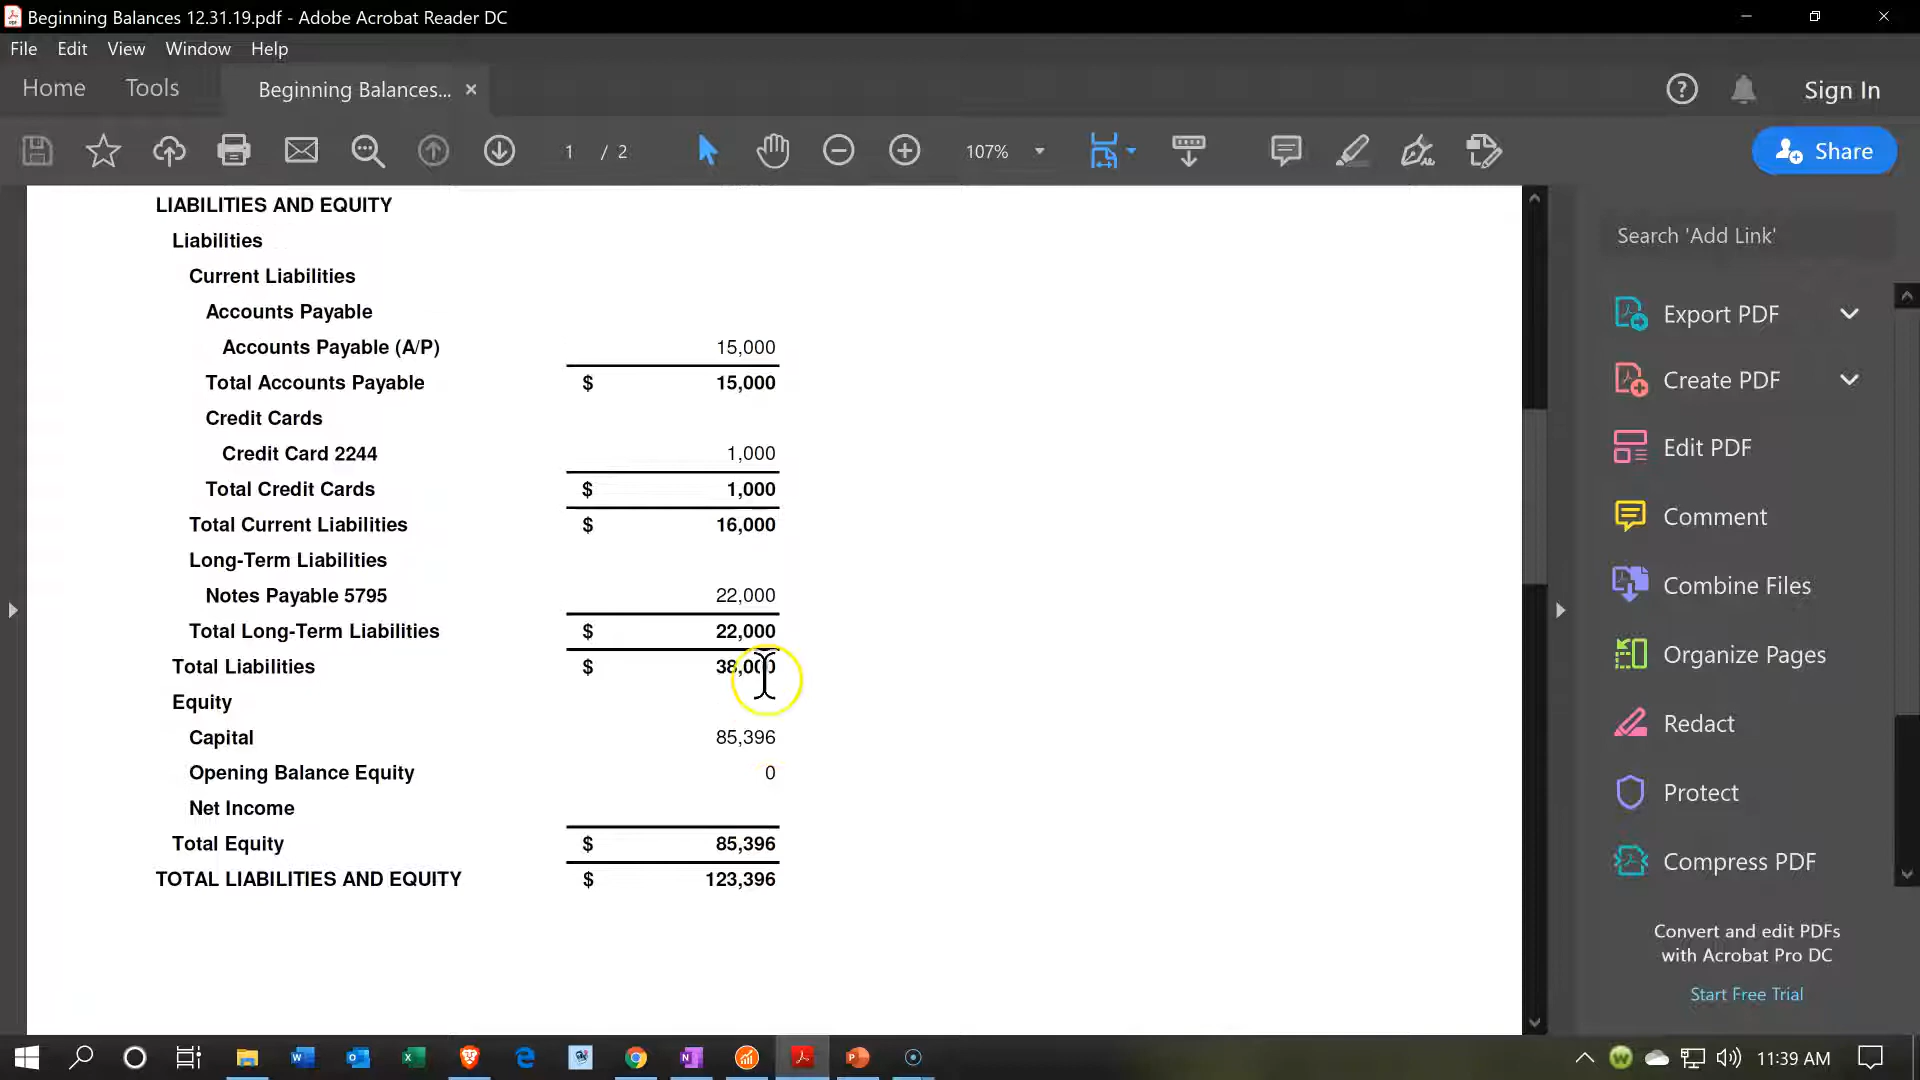 Beginning Balances 12.31.19.pdf - Adobe Acrobat Reader DC
File Edit View Window Help
Home Tools Beginning Balances... × Sign In
1 / 2 107% Share
LIABILITIES AND EQUITY
Liabilities
Current Liabilities
Accounts Payable
Accounts Payable (A/P) 15,000
Total Accounts Payable $ 15,000
Credit Cards
Credit Card 2244 1,000
Total Credit Cards $ 1,000
Total Current Liabilities $ 16,000
Long-Term Liabilities
Notes Payable 5795 22,000
Total Long-Term Liabilities $ 22,000
Total Liabilities $ 38,000
Equity
Capital 85,396
Opening Balance Equity 0
Net Income
Total Equity $ 85,396
TOTAL LIABILITIES AND EQUITY $ 123,396
Search 'Add Link'
Export PDF
Create PDF
Edit PDF
Comment
Combine Files
Organize Pages
Redact
Protect
Compress PDF
Convert and edit PDFs
with Acrobat Pro DC
Start Free Trial
11:39 AM